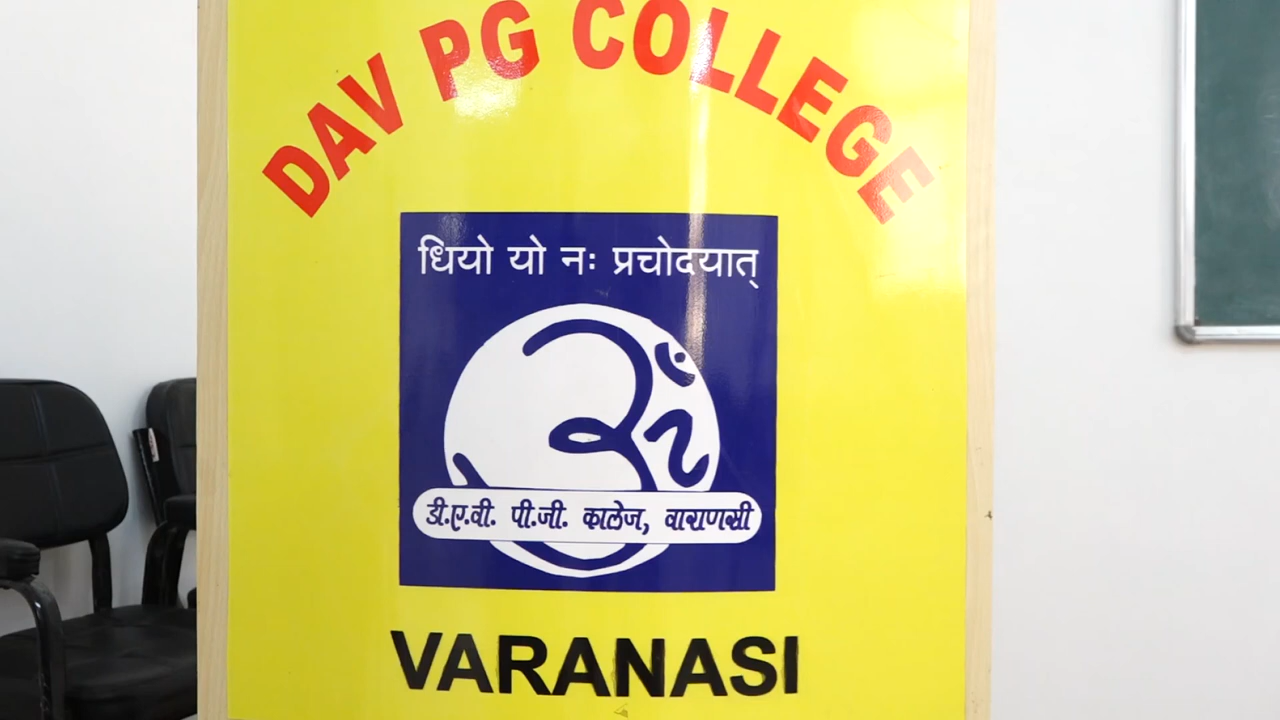 DAV PG COLLEGE
धियो यो नः प्रचोदयात्
ॐ
डी.ए.वी. पी.जी. कालेज, वाराणसी
VARANASI